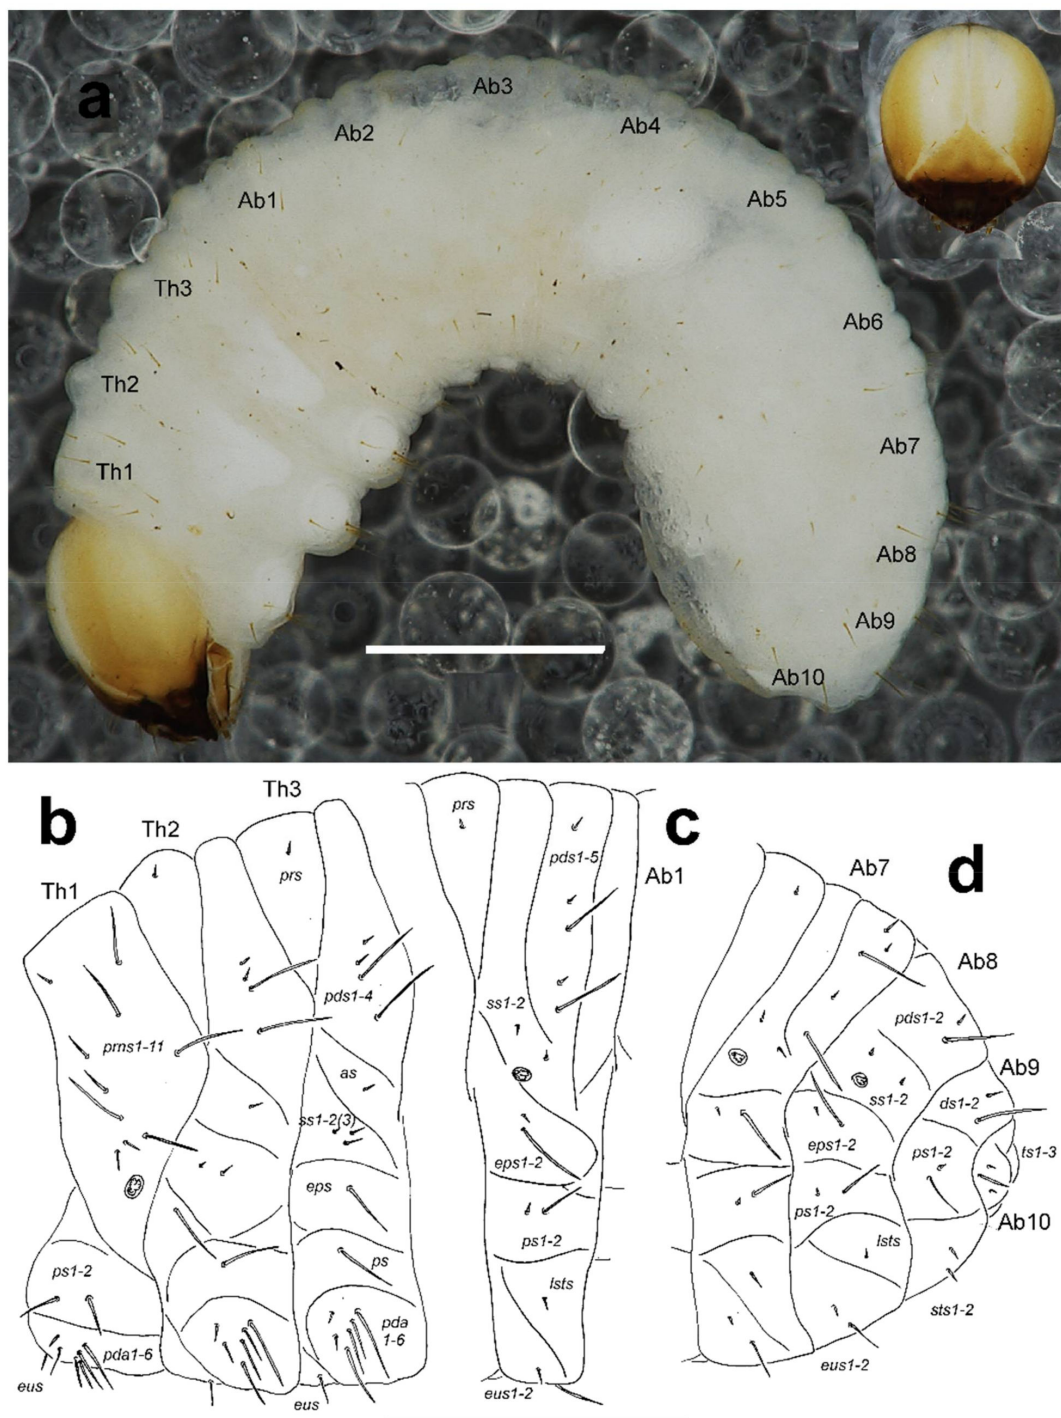 a
Ab3
Ab2
Ab4
Ab1
Ab5
Th3
Ab6
Th2
Ab7
Th1
Ab8
Ab9
Ab10
b
Th3
Th2
Th1
prs
pds1-4
prns1-11
as
ss1-2(3)
eps
ps
ps1-2
pda
1-6
pda1-6
eus
eus
c
prs
pds1-5
Ab1
ss1-2
eps1-2
ps1-2
lsts
eus1-2
d
Ab7
Ab8
pds1-2
Ab9
ss1-2
ds1-2
eps1-2
ps1-2
ts1-3
ps1-2
Ab10
lsts
sts1-2
eus1-2